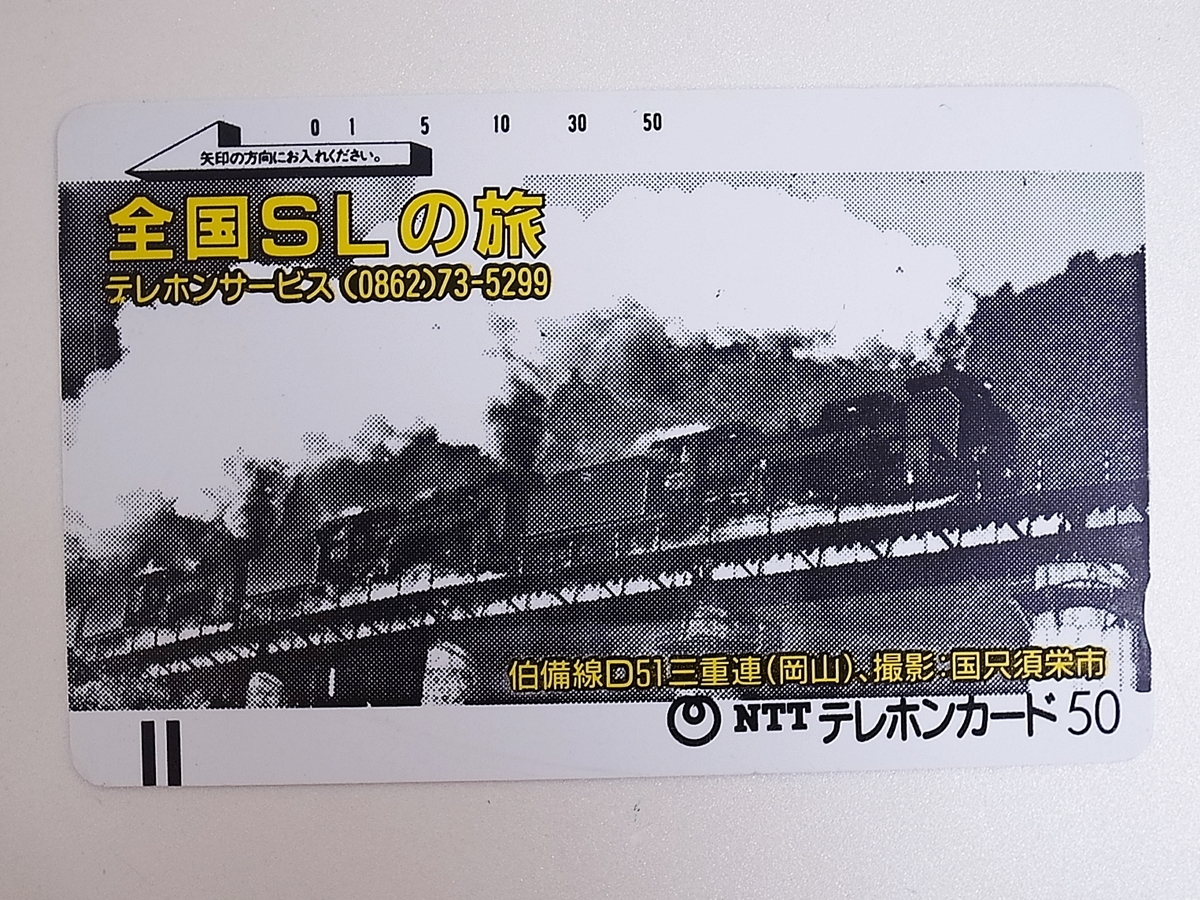 0 1 5 10 30 50
矢印の方向にお入れください。
全国SLの旅
テレホンサービス(0862)73-5299
伯備線D51三重連(岡山)、撮影:国只須栄市
NTT テレホンカード 50